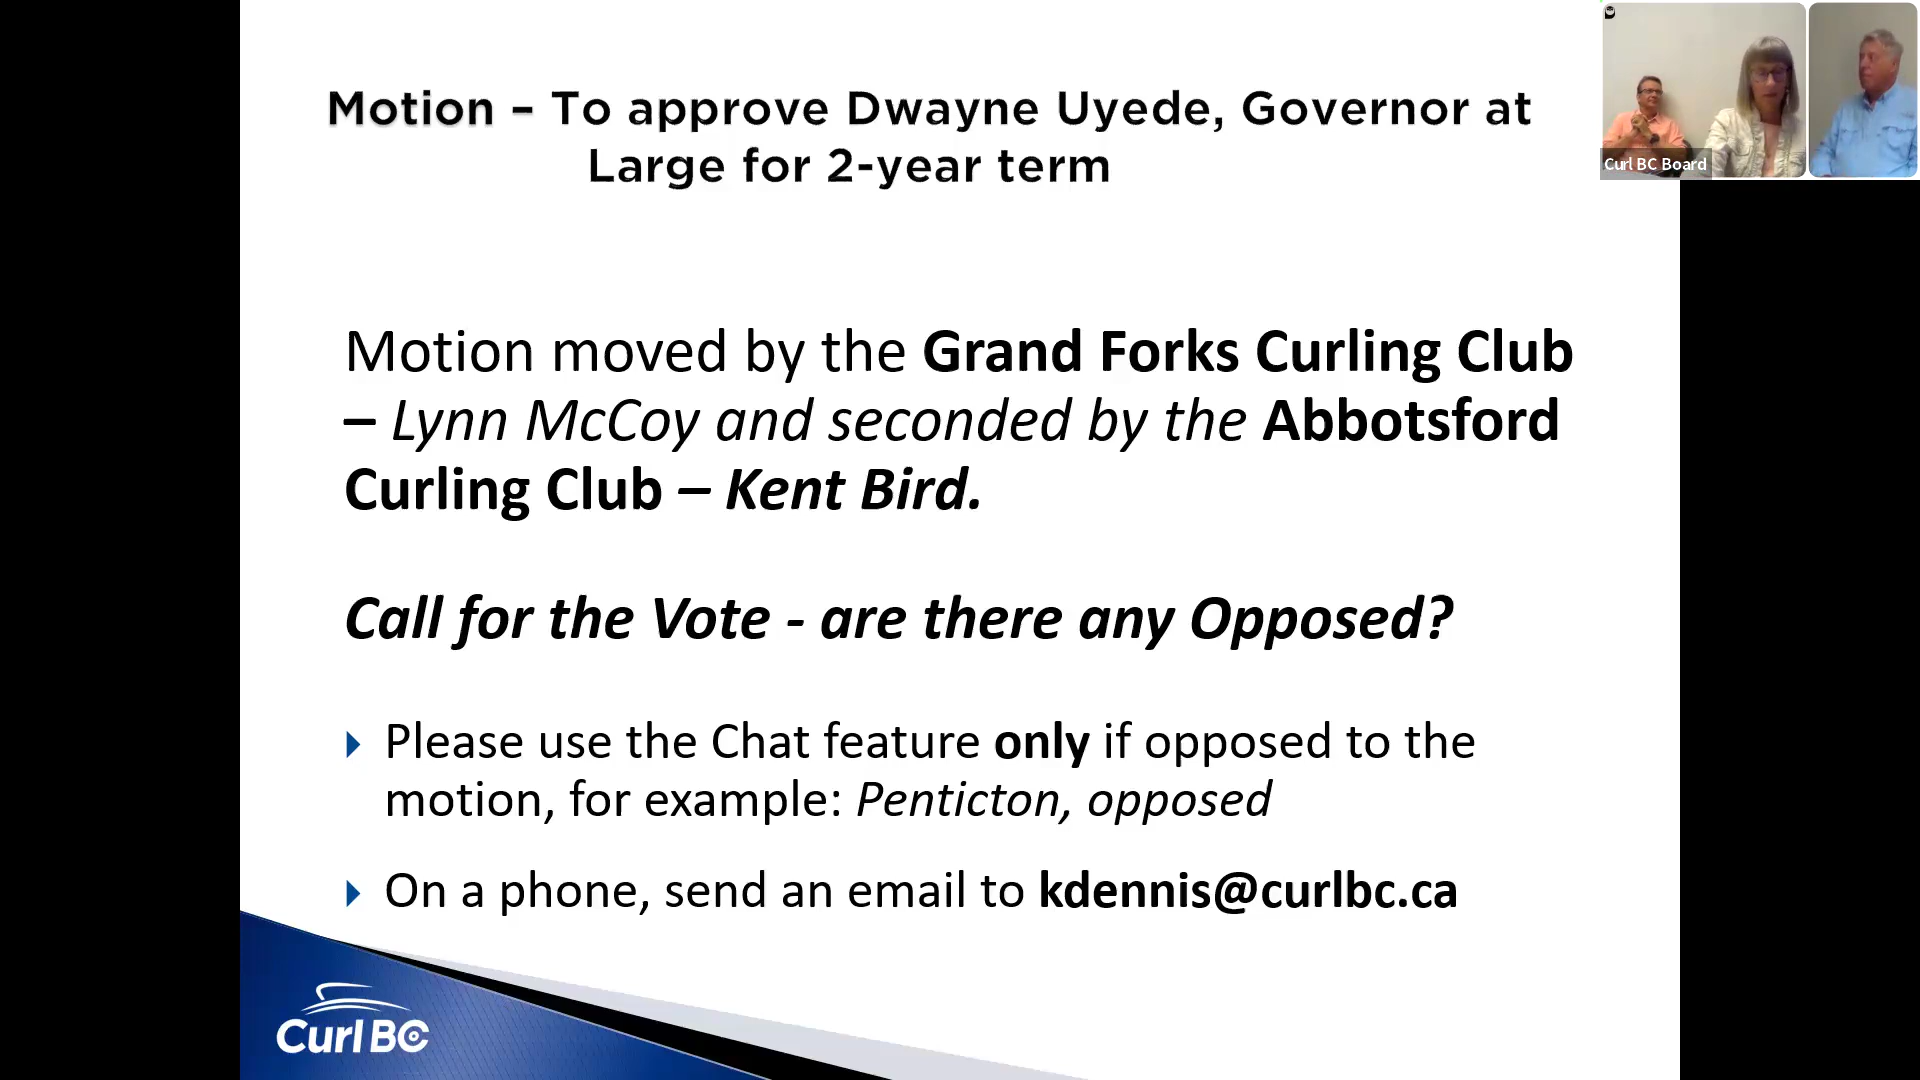 Motion – To approve Dwayne Uyede, Governor at
Large for 2-year term
Curl BC Board
Motion moved by the Grand Forks Curling Club
– Lynn McCoy and seconded by the Abbotsford
Curling Club – Kent Bird.
Call for the Vote - are there any Opposed?
Please use the Chat feature only if opposed to the
motion, for example: Penticton, opposed
On a phone, send an email to kdennis@curlbc.ca
Curl BC